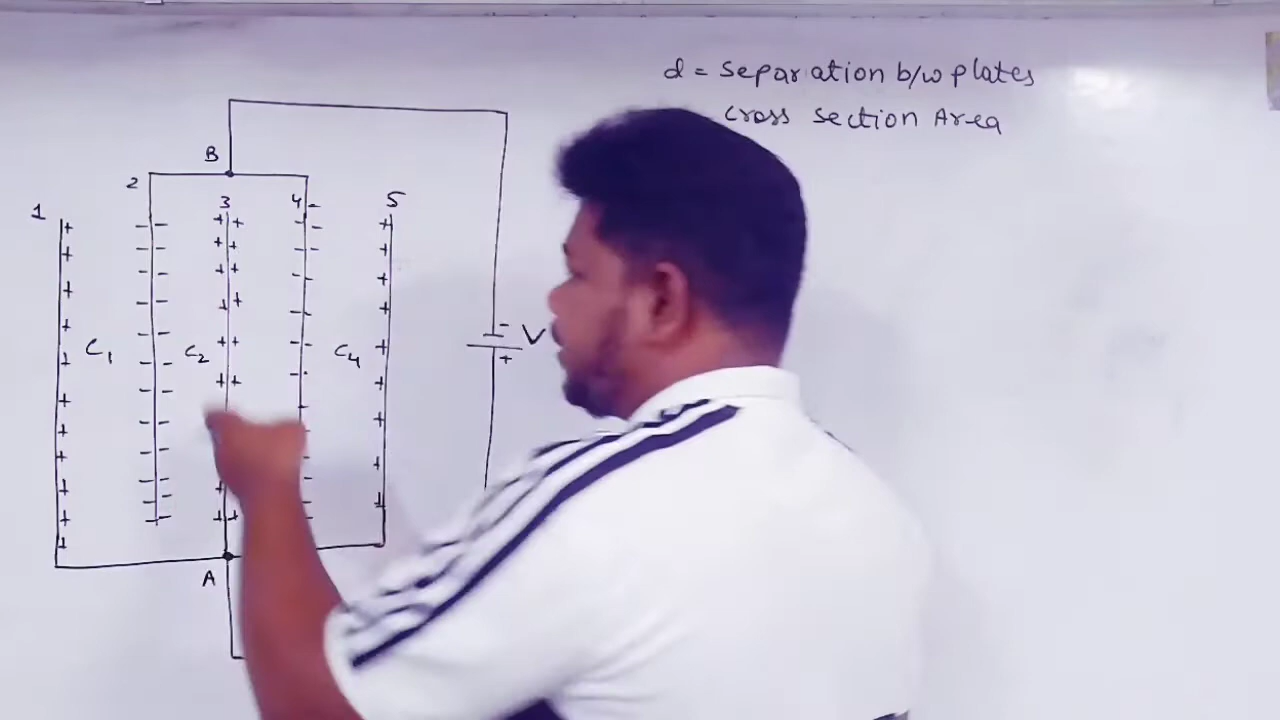 d = Separation b/w plates
Cross Section Area
B
2
1
3
4
5
C1
C2
C4
- V
+
A